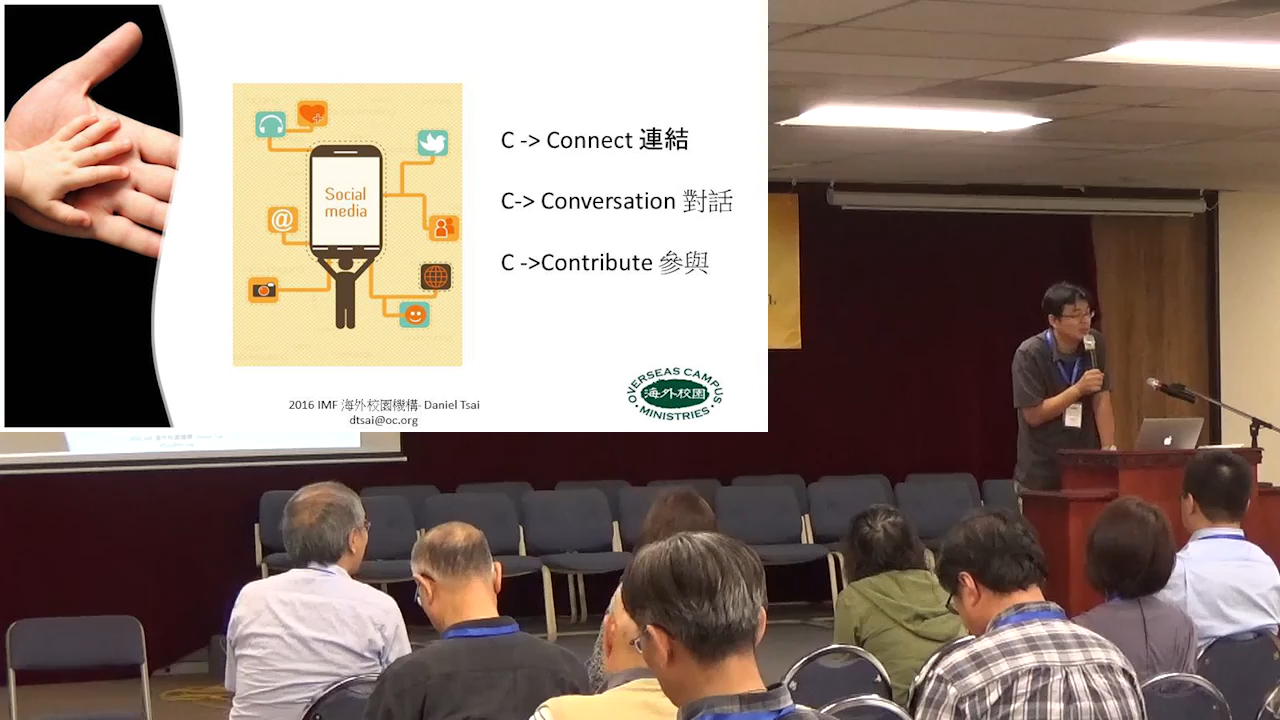 Social
media
@
C -> Connect 連結
C-> Conversation 對話
C ->Contribute 參與
2016 IMF 海外校園機構- Daniel Tsai
dtsai@oc.org
OVERSEAS CAMPUS
海外校園
MINISTRIES